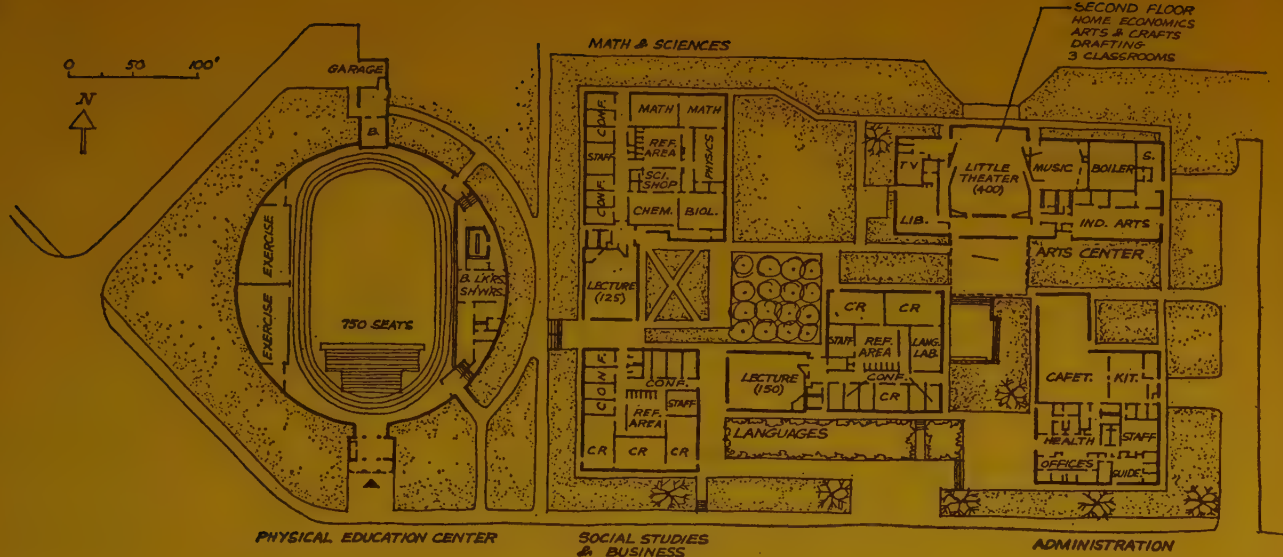 SECOND FLOOR
HOME ECONOMICS
ARTS & CRAFTS
DRAFTING
3 CLASSROOMS
MATH & SCIENCES
0 50 100'
N
GARAGE
B.
EXERCISE
EXERCISE
750 SEATS
B. LKRS.
SH'WRS.
CONF.
STAFF
CONF.
MATH
MATH
REF.
AREA
PHYSICS
SCI.
SHOP
CHEM.
BIOL.
LECTURE
(125)
TV
LIB.
LITTLE
THEATER
(400)
MUSIC
BOILER
S.
IND. ARTS
ARTS CENTER
CR
CR
STAFF
REF.
AREA
LANG.
LAB.
CONF.
CR
LECTURE
(150)
LANGUAGES
CONF.
CONF.
STAFF
REF.
AREA
CR
CR
CR
CAFET.
KIT.
HEALTH
STAFF
OFFICES
GUIDE.
PHYSICAL EDUCATION CENTER
SOCIAL STUDIES
& BUSINESS
ADMINISTRATION